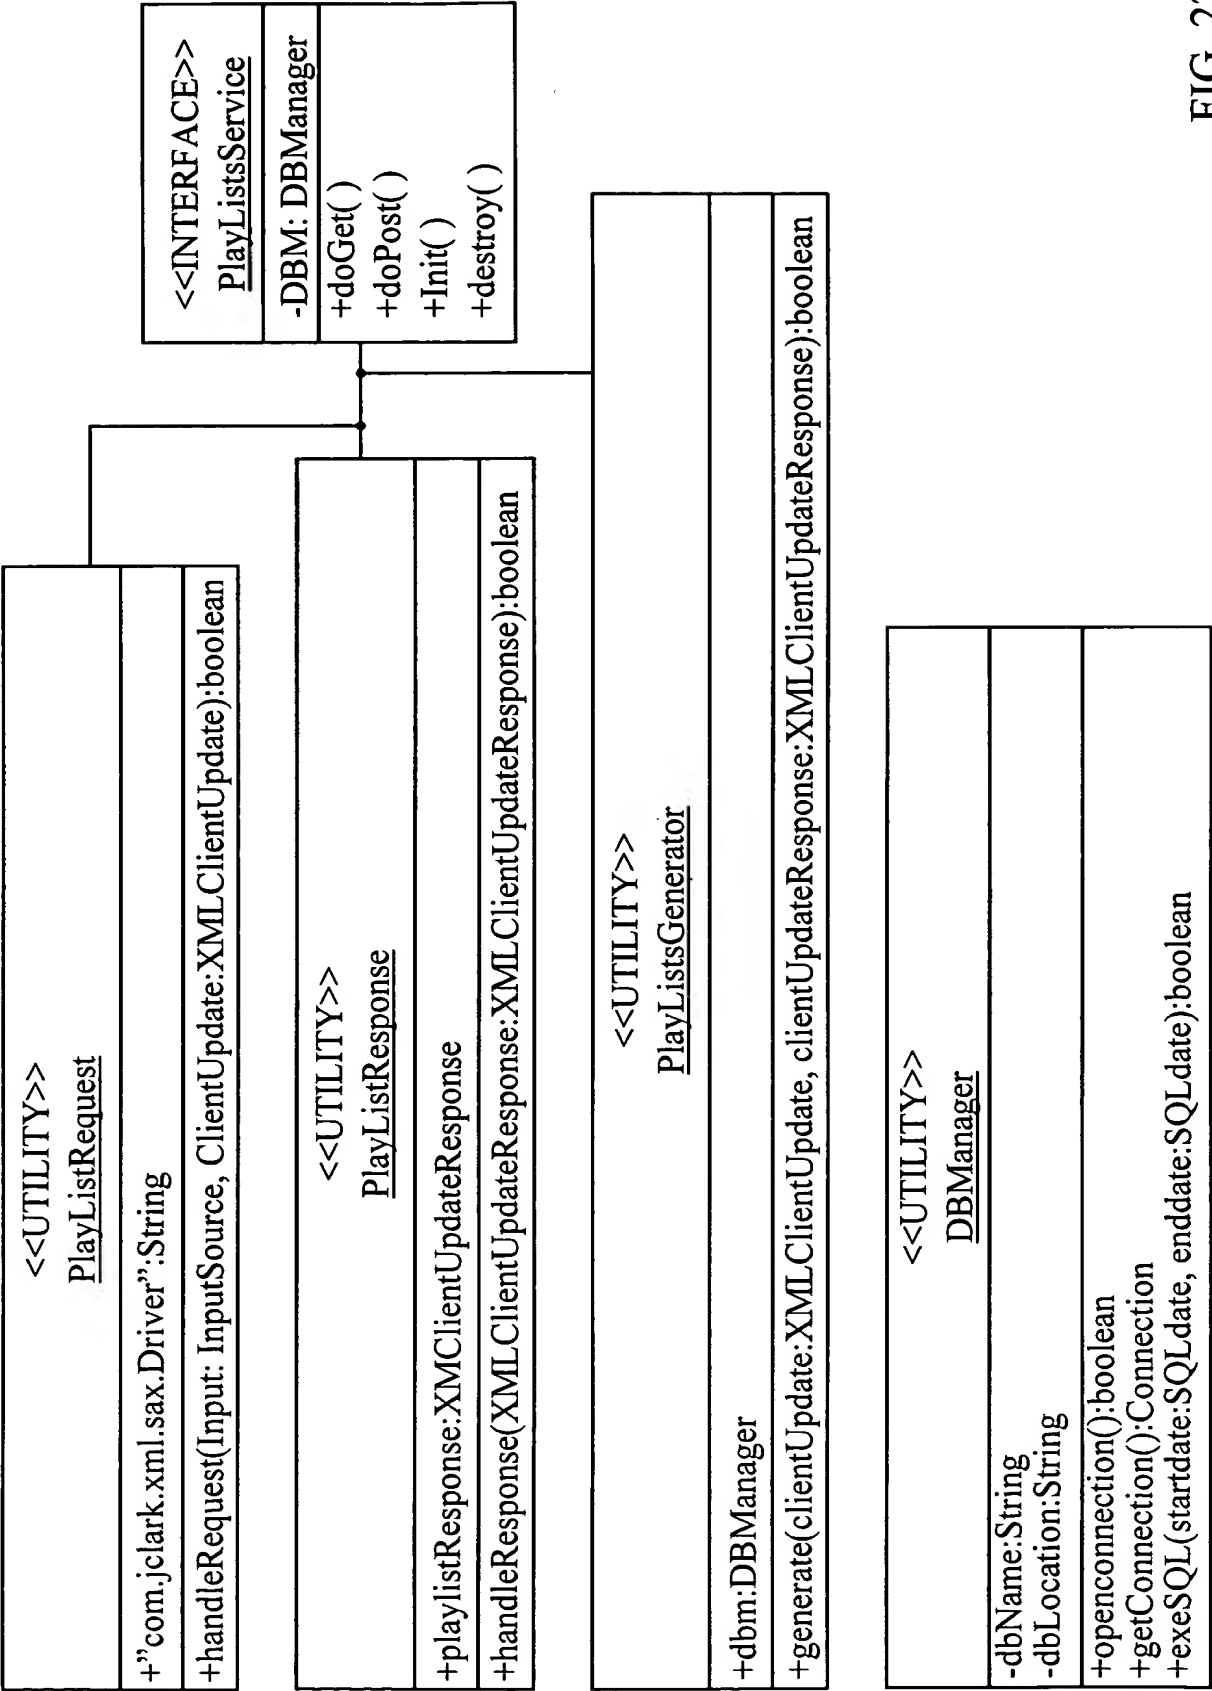 <<UTILITY>>
PlayListRequest
+”com.jclark.xml.sax.Driver”:String
+handleRequest(Input: InputSource, ClientUpdate:XMLClientUpdate):boolean
<<INTERFACE>>
PlayListsService
-DBM: DBManager
+doGet( )
+doPost( )
+Init( )
+destroy( )
<<UTILITY>>
PlayListResponse
+playlistResponse:XMClientUpdateResponse
+handleResponse(XMLClientUpdateResponse:XMLClientUpdateResponse):boolean
<<UTILITY>>
PlayListsGenerator
+dbm:DBManager
+generate(clientUpdate:XMLClientUpdate, clientUpdateResponse:XMLClientUpdateResponse):boolean
<<UTILITY>>
DBManager
-dbName:String
-dbLocation:String
+openconnection():boolean
+getConnection():Connection
+exeSQL(startdate:SQLdate, enddate:SQLdate):boolean
FIG.